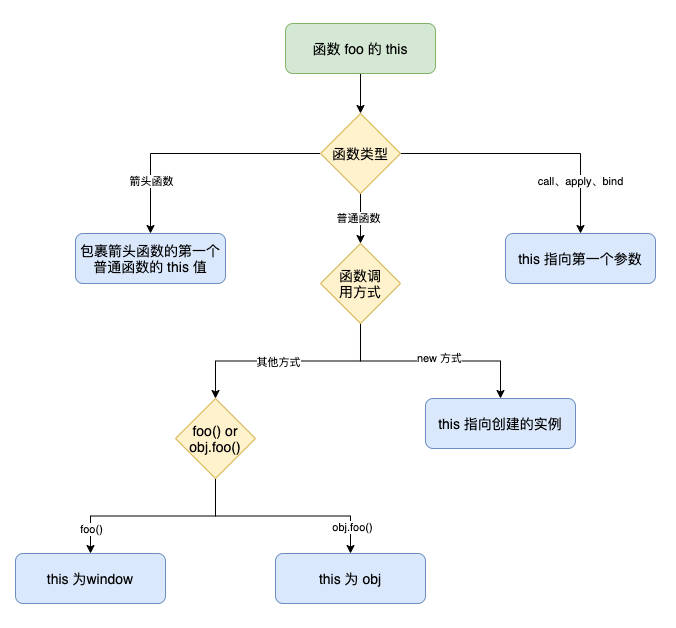 函数 foo 的 this
函数类型
箭头函数
call、apply、bind
普通函数
包裹箭头函数的第一个
普通函数的 this 值
this 指向第一个参数
函数调
用方式
其他方式
new 方式
foo() or
obj.foo()
this 指向创建的实例
foo()
obj.foo()
this 为window
this 为 obj